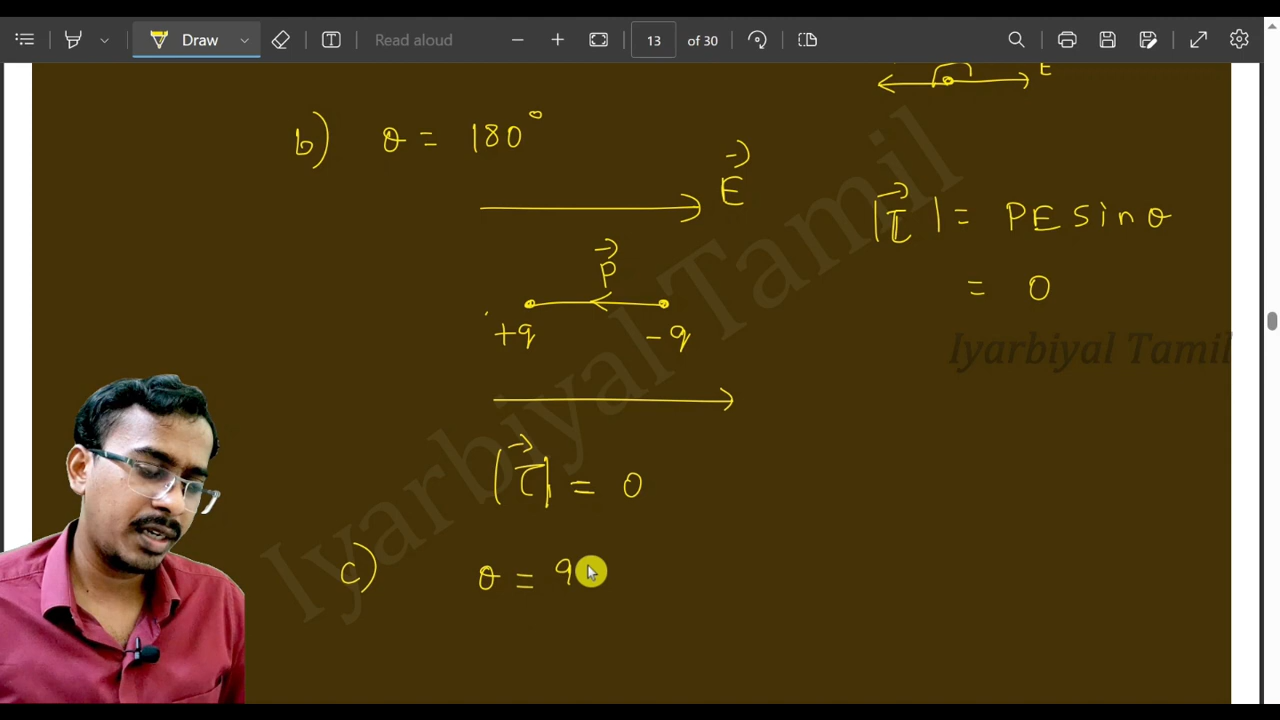 Draw
Read aloud
13 of 30
E
b) θ = 180°
E⃗
|τ⃗| = PE sin θ
P⃗
= 0
+q -q
Iyarbiyal Tamil
Iyarbiyal Tamil
|τ⃗| = 0
c) θ = 9